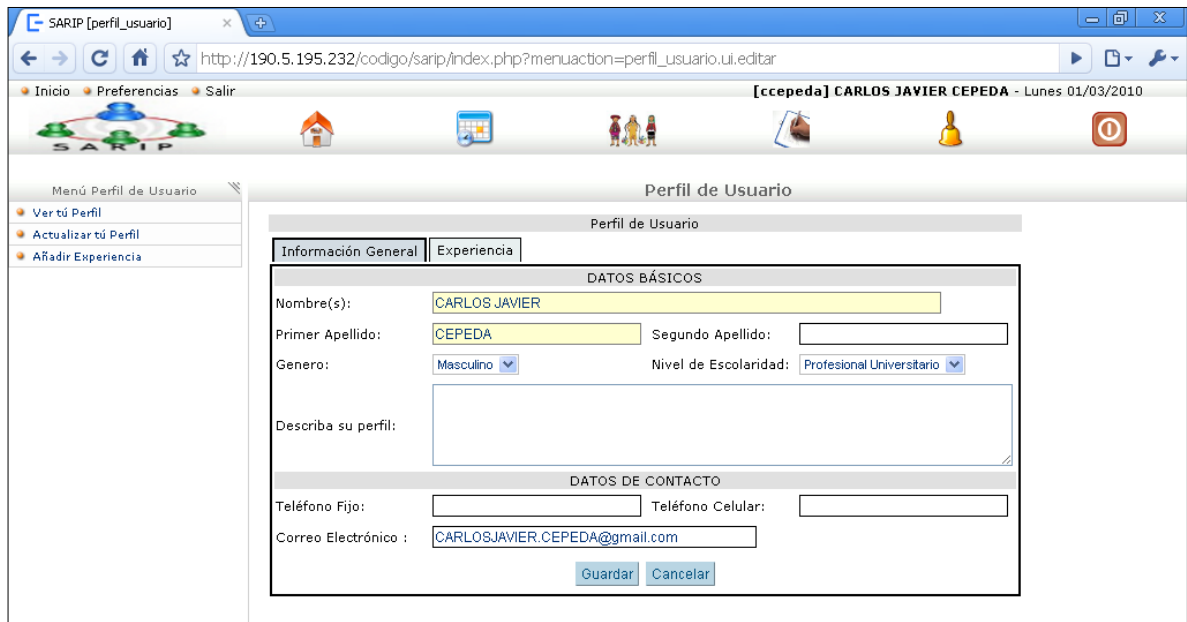 SARIP [perfil_usuario]
http://190.5.195.232/codigo/sarip/index.php?menuaction=perfil_usuario.ui.editar
Inicio Preferencias Salir [ccepeda] CARLOS JAVIER CEPEDA - Lunes 01/03/2010
SARIP
Menú Perfil de Usuario
Perfil de Usuario
Ver tú Perfil
Actualizar tú Perfil
Añadir Experiencia
Perfil de Usuario
Información General Experiencia
DATOS BÁSICOS
Nombre(s): CARLOS JAVIER
Primer Apellido: CEPEDA Segundo Apellido:
Genero: Masculino Nivel de Escolaridad: Profesional Universitario
Describa su perfil:
DATOS DE CONTACTO
Teléfono Fijo: Teléfono Celular:
Correo Electrónico : CARLOSJAVIER.CEPEDA@gmail.com
Guardar Cancelar